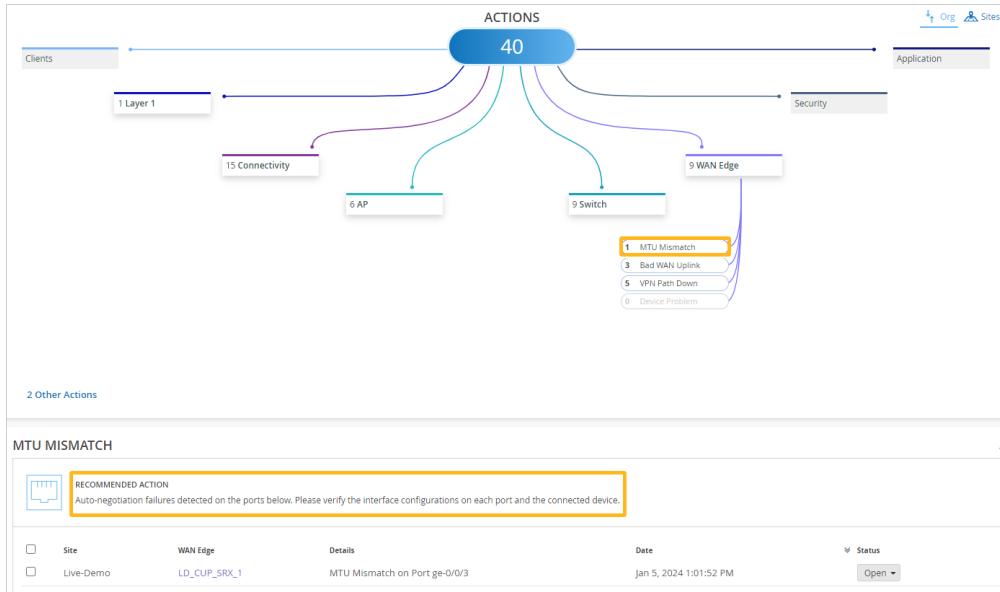 ACTIONS
Org
Sites
40
Clients
Application
1 Layer 1
Security
15 Connectivity
9 WAN Edge
6 AP
9 Switch
1 MTU Mismatch
3 Bad WAN Uplink
5 VPN Path Down
0 Device Problem
2 Other Actions
MTU MISMATCH
RECOMMENDED ACTION
Auto-negotiation failures detected on the ports below. Please verify the interface configurations on each port and the connected device.
Site WAN Edge Details Date Status
Live-Demo LD_CUP_SRX_1 MTU Mismatch on Port ge-0/0/3 Jan 5, 2024 1:01:52 PM Open